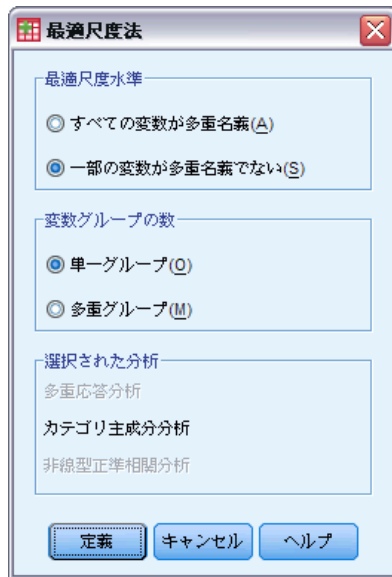 最適尺度法
最適尺度水準
すべての変数が多重名義(A)
一部の変数が多重名義でない(S)
変数グループの数
単一グループ(O)
多重グループ(M)
選択された分析
多重応答分析
カテゴリ主成分分析
非線型正準相関分析
定義 キャンセル ヘルプ